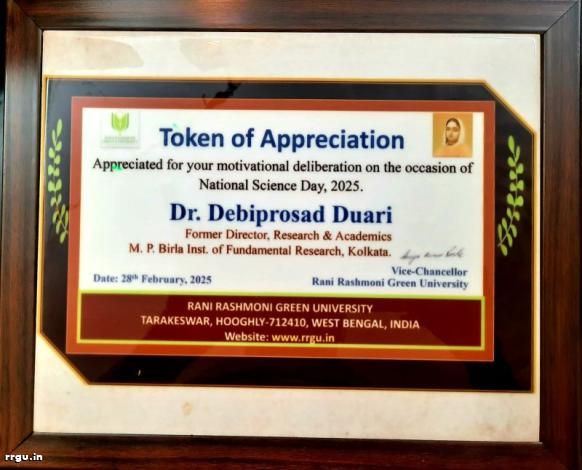 Token of Appreciation
Appreciated for your motivational deliberation on the occasion of
National Science Day, 2025.
Dr. Debiprosad Duari
Former Director, Research & Academics
M. P. Birla Inst. of Fundamental Research, Kolkata.
Date: 28th February, 2025
Vice-Chancellor
Rani Rashmoni Green University
RANI RASHMONI GREEN UNIVERSITY
TARAKESWAR, HOOGHLY-712410, WEST BENGAL, INDIA
Website: www.rrgu.in
rrgu.in